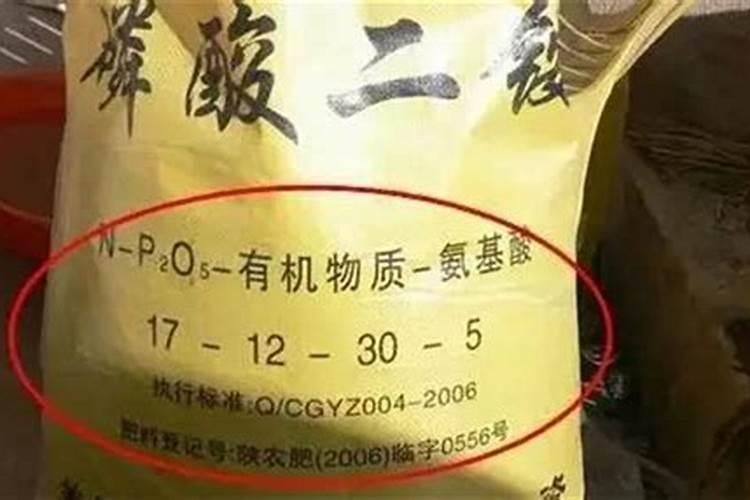 磷酸二铵
N-P₂O₅-有机物质-氨基酸
17-12-30-5
执行标准:Q/CGYZ004-2006
肥料登记号:陕农肥(2006)临字0556号